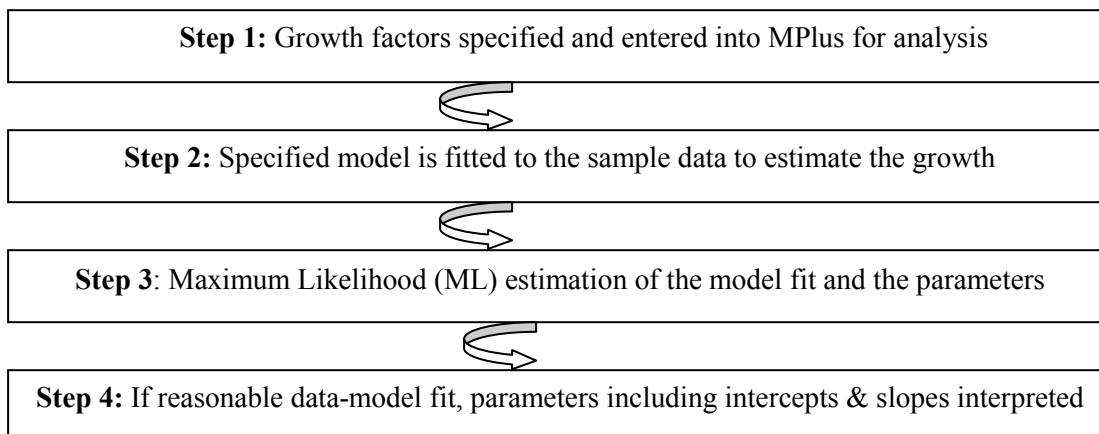 Step 1: Growth factors specified and entered into MPlus for analysis
Step 2: Specified model is fitted to the sample data to estimate the growth
Step 3: Maximum Likelihood (ML) estimation of the model fit and the parameters
Step 4: If reasonable data-model fit, parameters including intercepts & slopes interpreted